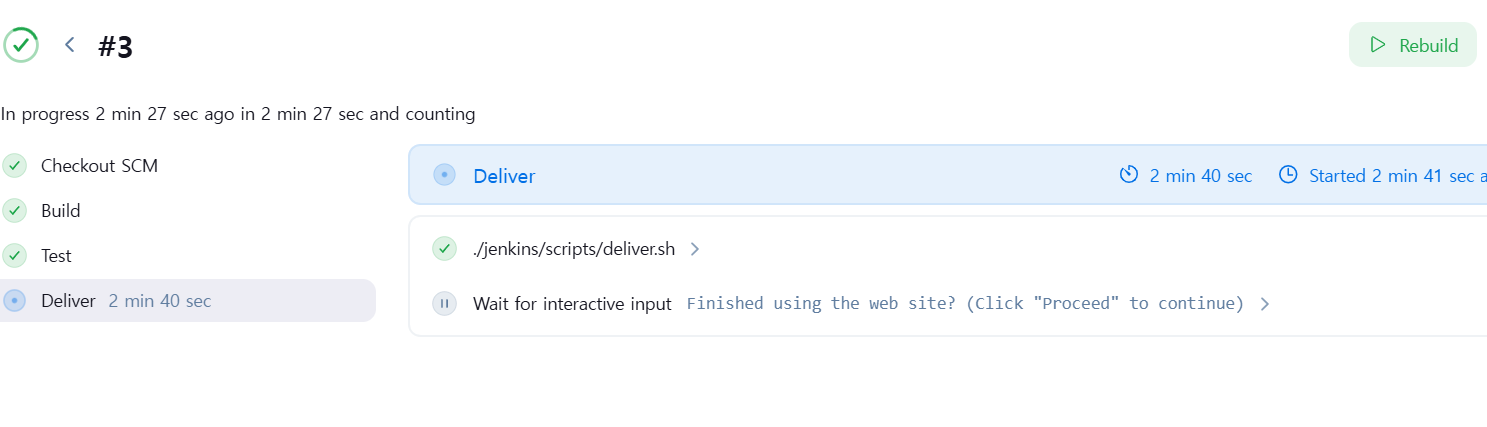 #3
Rebuild
In progress 2 min 27 sec ago in 2 min 27 sec and counting
Checkout SCM
Build
Test
Deliver 2 min 40 sec
Deliver 2 min 40 sec Started 2 min 41 sec a
./jenkins/scripts/deliver.sh
Wait for interactive input Finished using the web site? (Click "Proceed" to continue)